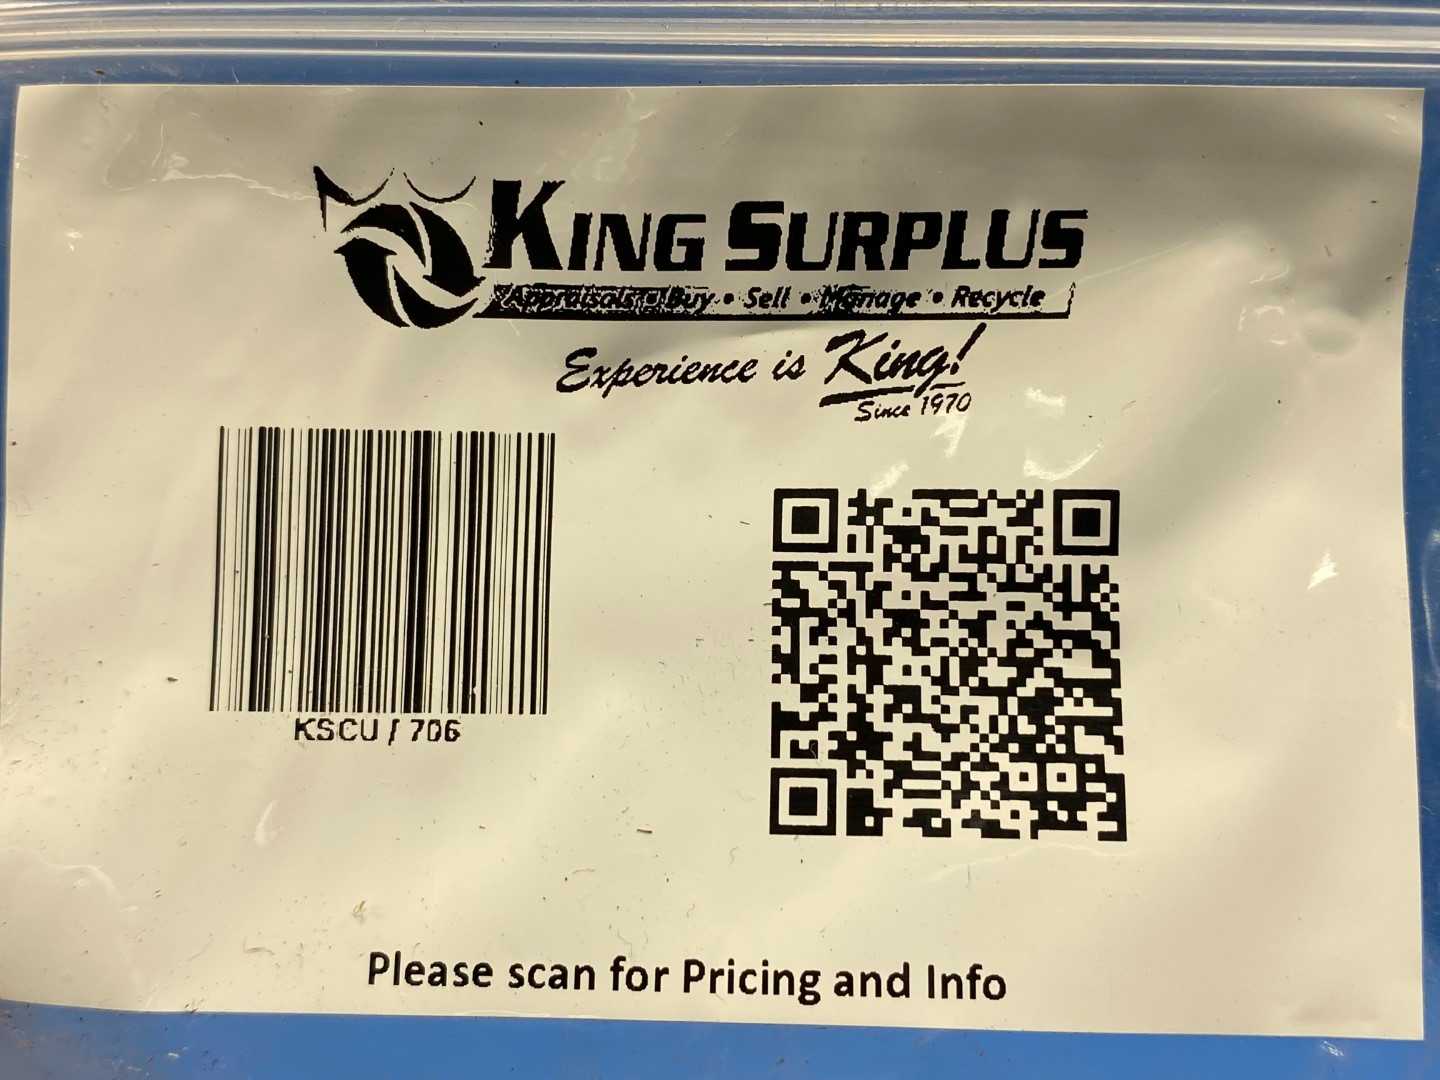 KING SURPLUS
Appraisals • Buy • Sell • Manage • Recycle
Experience is King!
Since 1970
KSCU / 706
Please scan for Pricing and Info